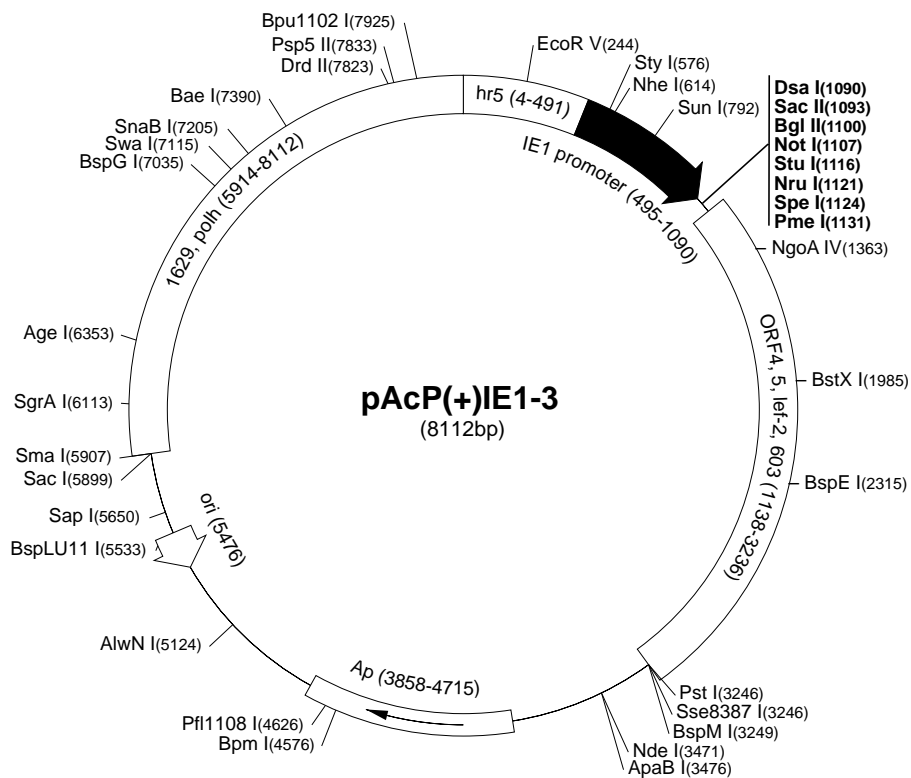 Bpu1102 I(7925)
Psp5 II(7833)
Drd II(7823)
Bae I(7390)
SnaB I(7205)
Swa I(7115)
BspG I(7035)
1629, polh (5914-8112)
hr5 (4-491)
EcoR V(244)
Sty I(576)
Nhe I(614)
Sun I(792)
IE1 promoter (495-1090)
Dsa I(1090)
Sac II(1093)
Bgl II(1100)
Not I(1107)
Stu I(1116)
Nru I(1121)
Spe I(1124)
Pme I(1131)
NgoA IV(1363)
ORF4, 5, lef-2, 603 (1138-3236)
BstX I(1985)
BspE I(2315)
Age I(6353)
SgrA I(6113)
pAcP(+)IE1-3
(8112bp)
Sma I(5907)
Sac I(5899)
Sap I(5650)
BspLU11 I(5533)
ori (5476)
AlwN I(5124)
Ap (3858-4715)
Pfl1108 I(4626)
Bpm I(4576)
Pst I(3246)
Sse8387 I(3246)
BspM I(3249)
Nde I(3471)
ApaB I(3476)